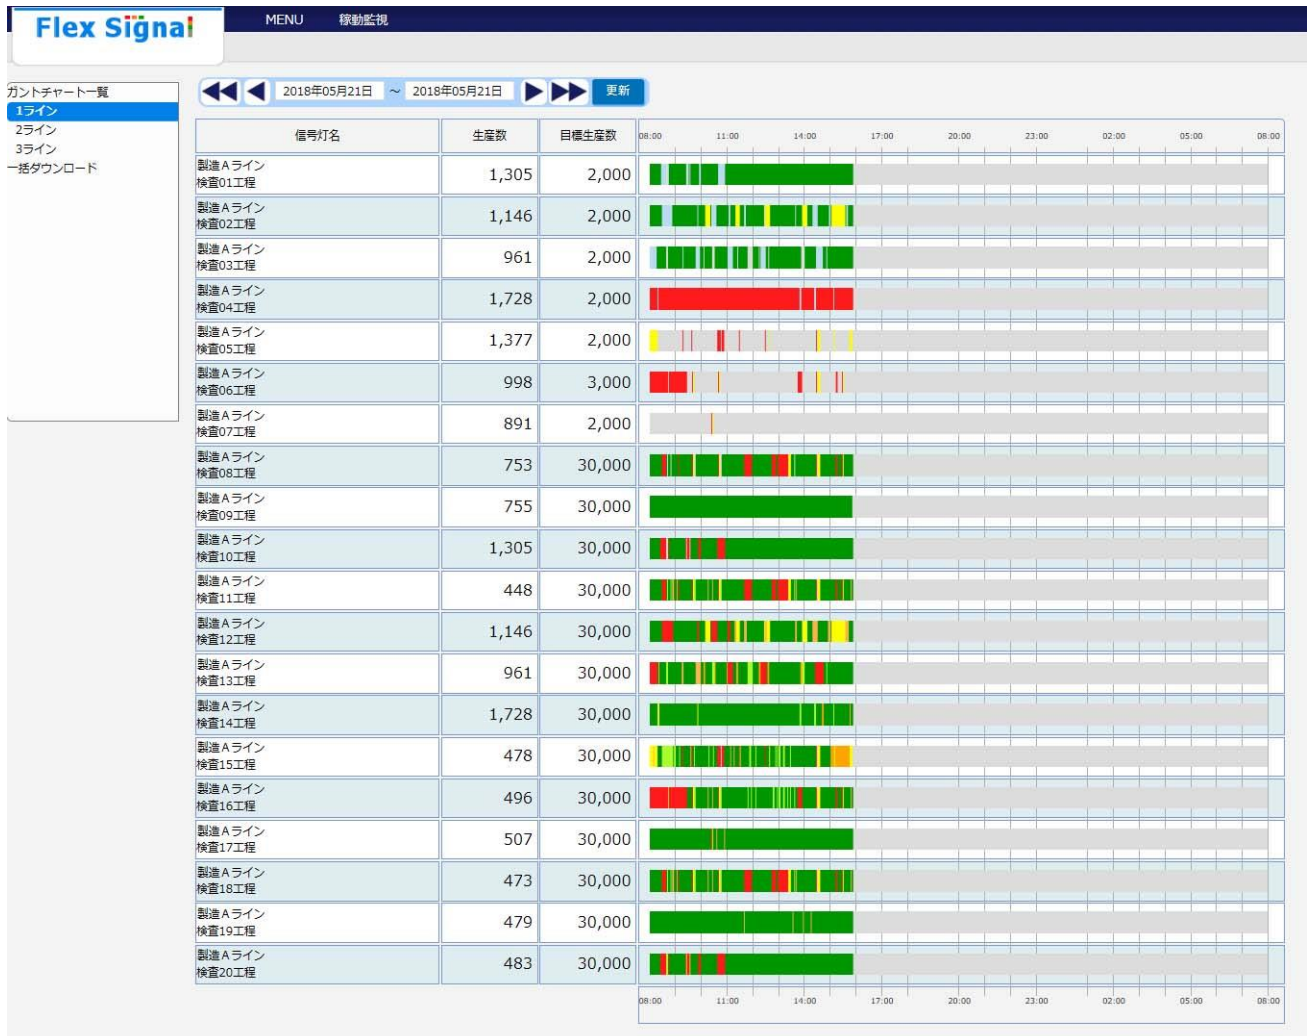 Flex Signal
MENU 稼動監視
ガントチャート一覧
1ライン
2ライン
3ライン
一括ダウンロード
2018年05月21日 ～ 2018年05月21日 更新
信号灯名 生産数 目標生産数 08:00 11:00 14:00 17:00 20:00 23:00 02:00 05:00 08:00
製造Aライン
検査01工程 1,305 2,000
製造Aライン
検査02工程 1,146 2,000
製造Aライン
検査03工程 961 2,000
製造Aライン
検査04工程 1,728 2,000
製造Aライン
検査05工程 1,377 2,000
製造Aライン
検査06工程 998 3,000
製造Aライン
検査07工程 891 2,000
製造Aライン
検査08工程 753 30,000
製造Aライン
検査09工程 755 30,000
製造Aライン
検査10工程 1,305 30,000
製造Aライン
検査11工程 448 30,000
製造Aライン
検査12工程 1,146 30,000
製造Aライン
検査13工程 961 30,000
製造Aライン
検査14工程 1,728 30,000
製造Aライン
検査15工程 478 30,000
製造Aライン
検査16工程 496 30,000
製造Aライン
検査17工程 507 30,000
製造Aライン
検査18工程 473 30,000
製造Aライン
検査19工程 479 30,000
製造Aライン
検査20工程 483 30,000
08:00 11:00 14:00 17:00 20:00 23:00 02:00 05:00 08:00